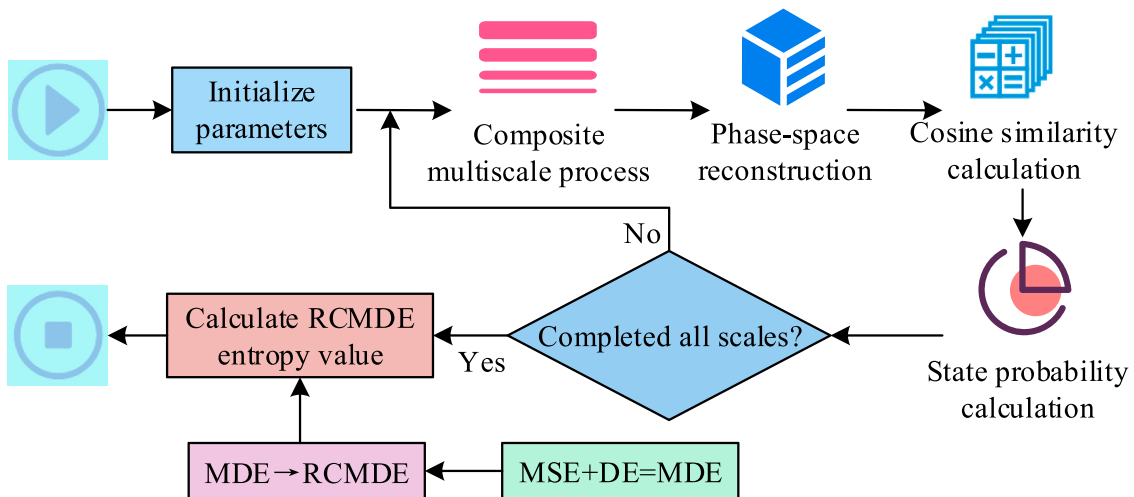 Initialize
parameters
Composite
multiscale process
Phase-space
reconstruction
Cosine similarity
calculation
No
Calculate RCMDE
entropy value
Yes
Completed all scales?
State probability
calculation
MDE→RCMDE
MSE+DE=MDE